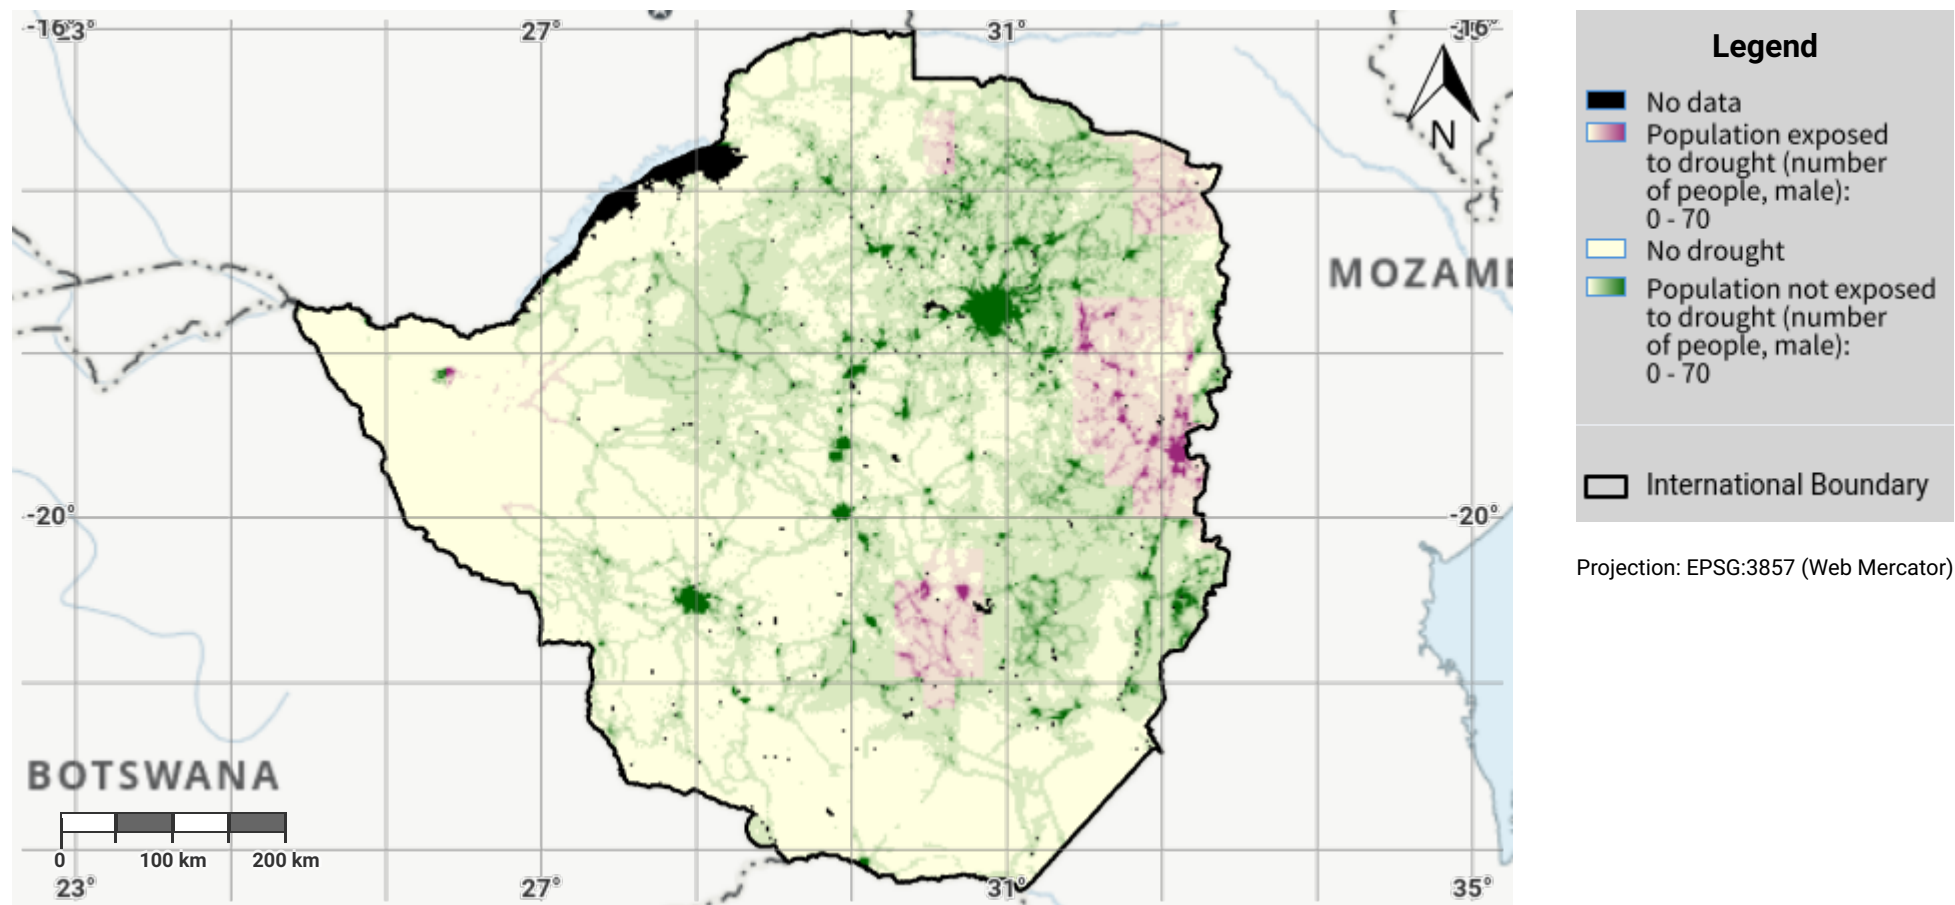 -16°
23°
27°
31°
35°
-16°
N
MOZAMB
-20°
-20°
BOTSWANA
0
100 km
200 km
23°
27°
31°
35°
Legend
No data
Population exposed
to drought (number
of people, male):
0 - 70
No drought
Population not exposed
to drought (number
of people, male):
0 - 70
International Boundary
Projection: EPSG:3857 (Web Mercator)